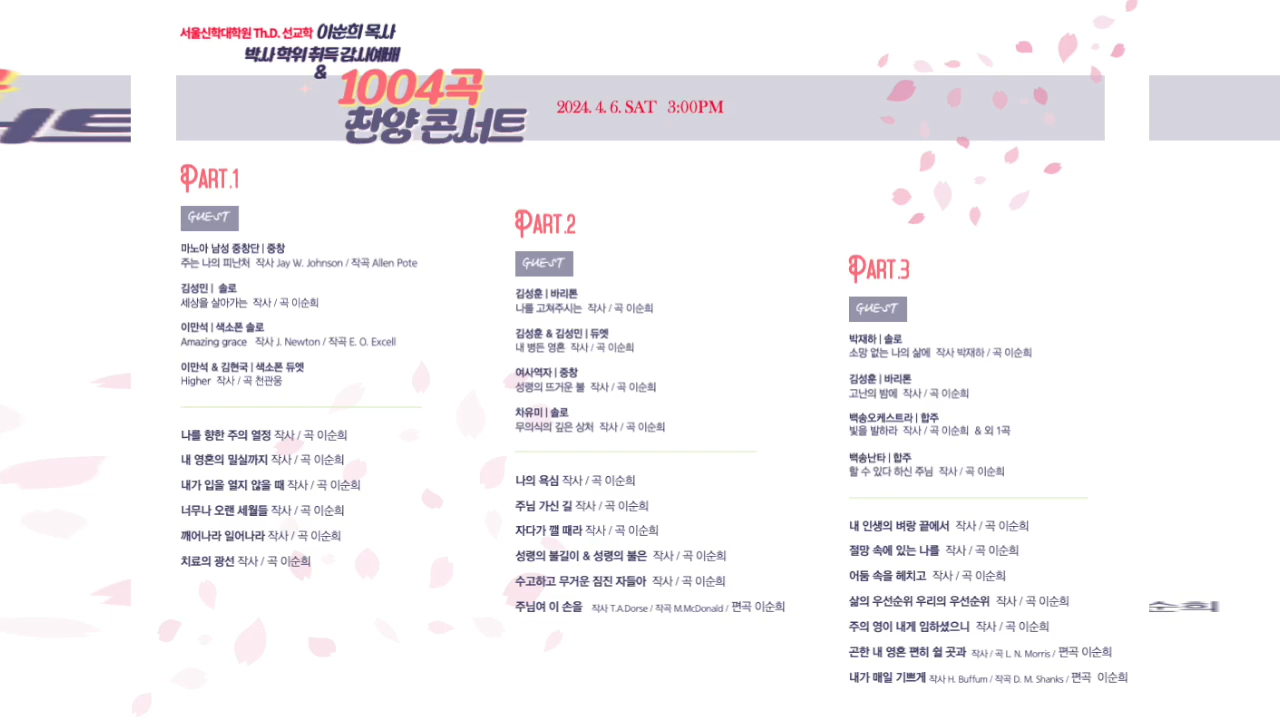 서울신학대학원 Th.D. 선교학 이순희 목사
박사 학위 취득 감사예배
&
1004곡
찬양 콘서트
2024. 4. 6. SAT 3:00PM
PART.1
GUEST
마노아 남성 중창단 | 중창
주는 나의 피난처 작사 Jay W. Johnson / 작곡 Allen Pote
김성민 | 솔로
세상을 살아가는 작사 / 곡 이순희
이만석 | 색소폰 솔로
Amazing grace 작사 J. Newton / 작곡 E. O. Excell
이만석 & 김현국 | 색소폰 듀엣
Higher 작사 / 곡 천관웅
나를 향한 주의 열정 작사 / 곡 이순희
내 영혼의 밀실까지 작사 / 곡 이순희
내가 입을 열지 않을 때 작사 / 곡 이순희
너무나 오랜 세월들 작사 / 곡 이순희
깨어나라 일어나라 작사 / 곡 이순희
치료의 광선 작사 / 곡 이순희
PART.2
GUEST
김성훈 | 바리톤
나를 고쳐주시는 작사 / 곡 이순희
김성훈 & 김성민 | 듀엣
내 병든 영혼 작사 / 곡 이순희
여사역자 | 중창
성령의 뜨거운 불 작사 / 곡 이순희
차유미 | 솔로
무의식의 깊은 상처 작사 / 곡 이순희
나의 욕심 작사 / 곡 이순희
주님 가신 길 작사 / 곡 이순희
자다가 깰 때라 작사 / 곡 이순희
성령의 불길이 & 성령의 불은 작사 / 곡 이순희
수고하고 무거운 짐진 자들아 작사 / 곡 이순희
주님여 이 손을 작사 T.A.Dorse / 작곡 M.McDonald / 편곡 이순희
PART.3
GUEST
박재하 | 솔로
소망 없는 나의 삶에 작사 박재하 / 곡 이순희
김성훈 | 바리톤
고난의 밤에 작사 / 곡 이순희
백송오케스트라 | 합주
빛을 발하라 작사 / 곡 이순희 & 외 1곡
백송난타 | 합주
할 수 있다 하신 주님 작사 / 곡 이순희
내 인생의 벼랑 끝에서 작사 / 곡 이순희
절망 속에 있는 나를 작사 / 곡 이순희
어둠 속을 헤치고 작사 / 곡 이순희
삶의 우선순위 우리의 우선순위 작사 / 곡 이순희
주의 영이 내게 임하셨으니 작사 / 곡 이순희
곤한 내 영혼 편히 쉴 곳과 작사 / 곡 L. N. Morris / 편곡 이순희
내가 매일 기쁘게 작사 H. Buffum / 작곡 D. M. Shanks / 편곡 이순희